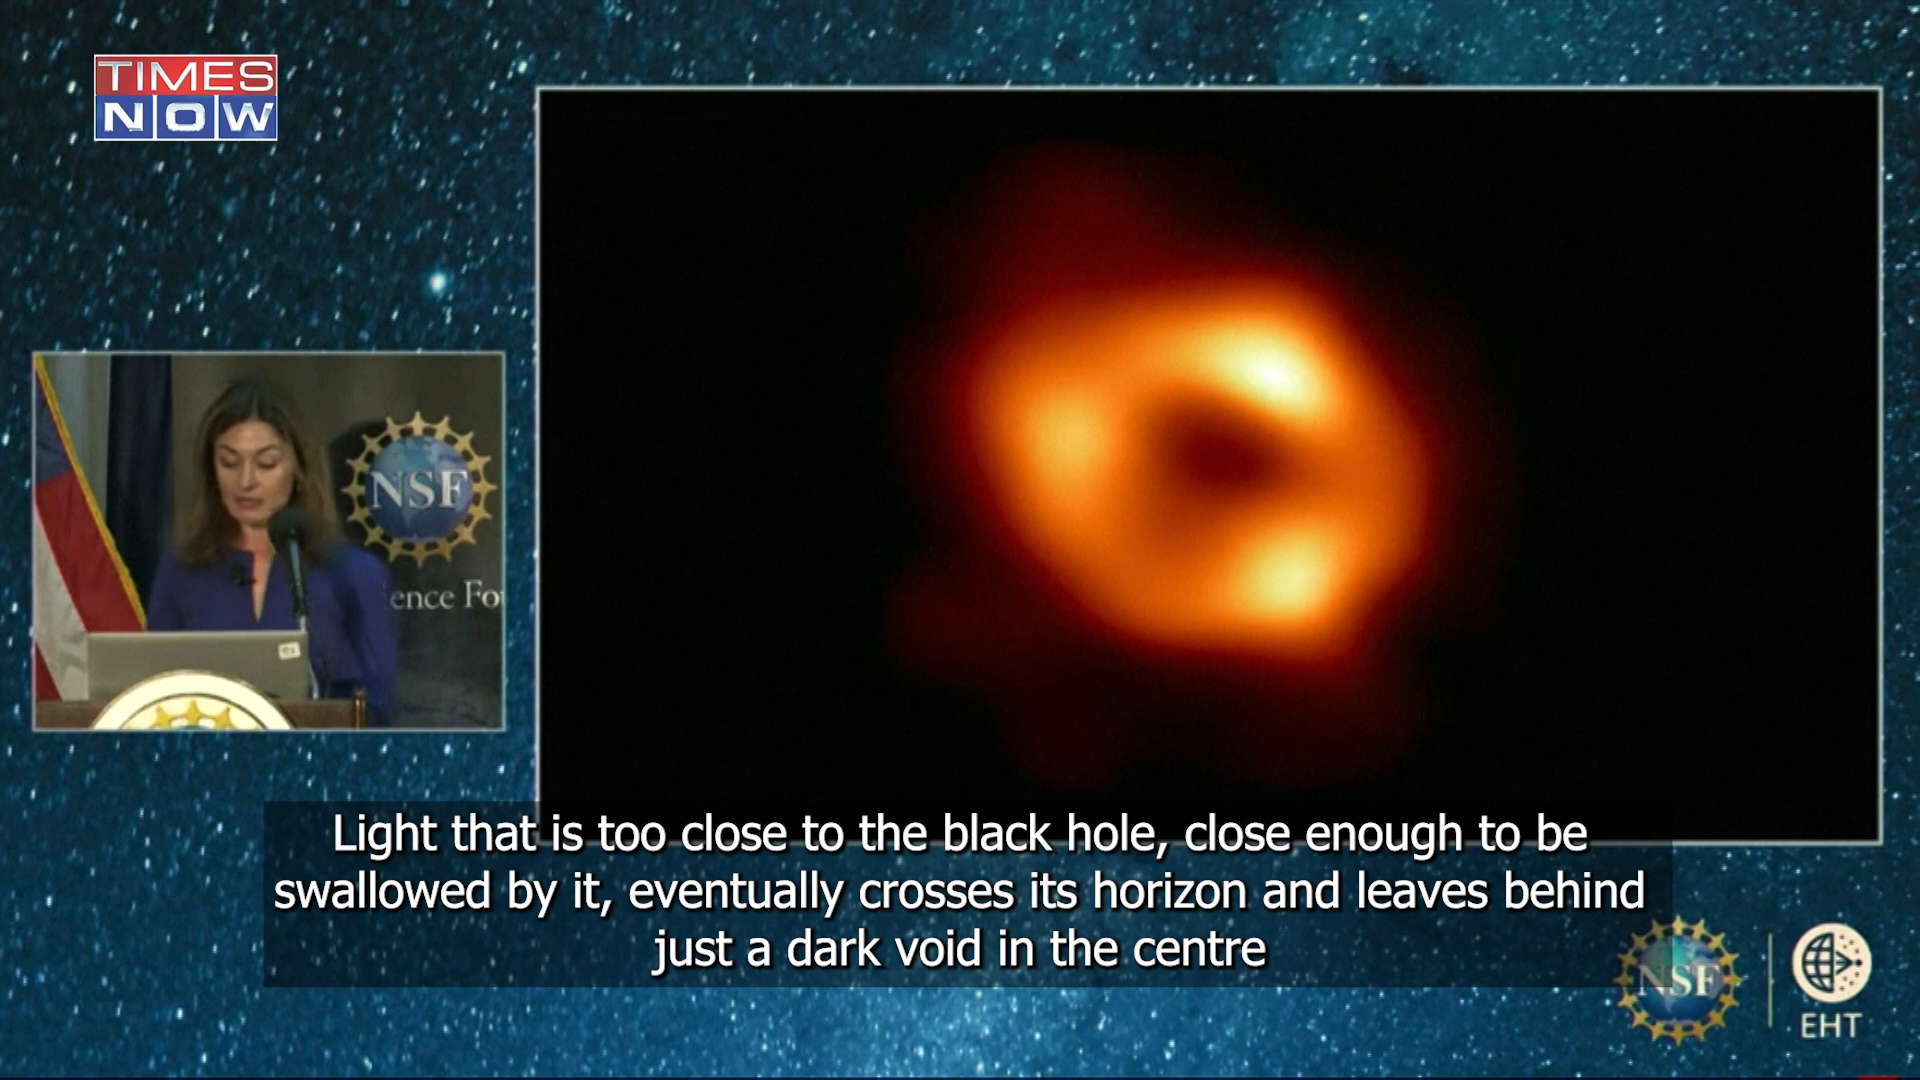 TIMES
NOW
NSF
ience Fo
Light that is too close to the black hole, close enough to be
swallowed by it, eventually crosses its horizon and leaves behind
just a dark void in the centre
NSF
EHT